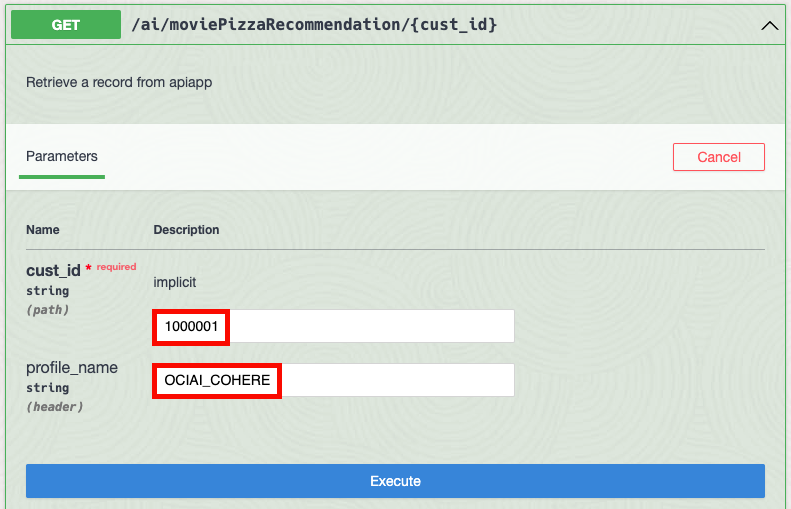 GET /ai/moviePizzaRecommendation/{cust_id}
Retrieve a record from apiapp
Parameters
Cancel
Name Description
cust_id * required
string
(path)
implicit
1000001
profile_name
string
(header)
OCIAI_COHERE
Execute